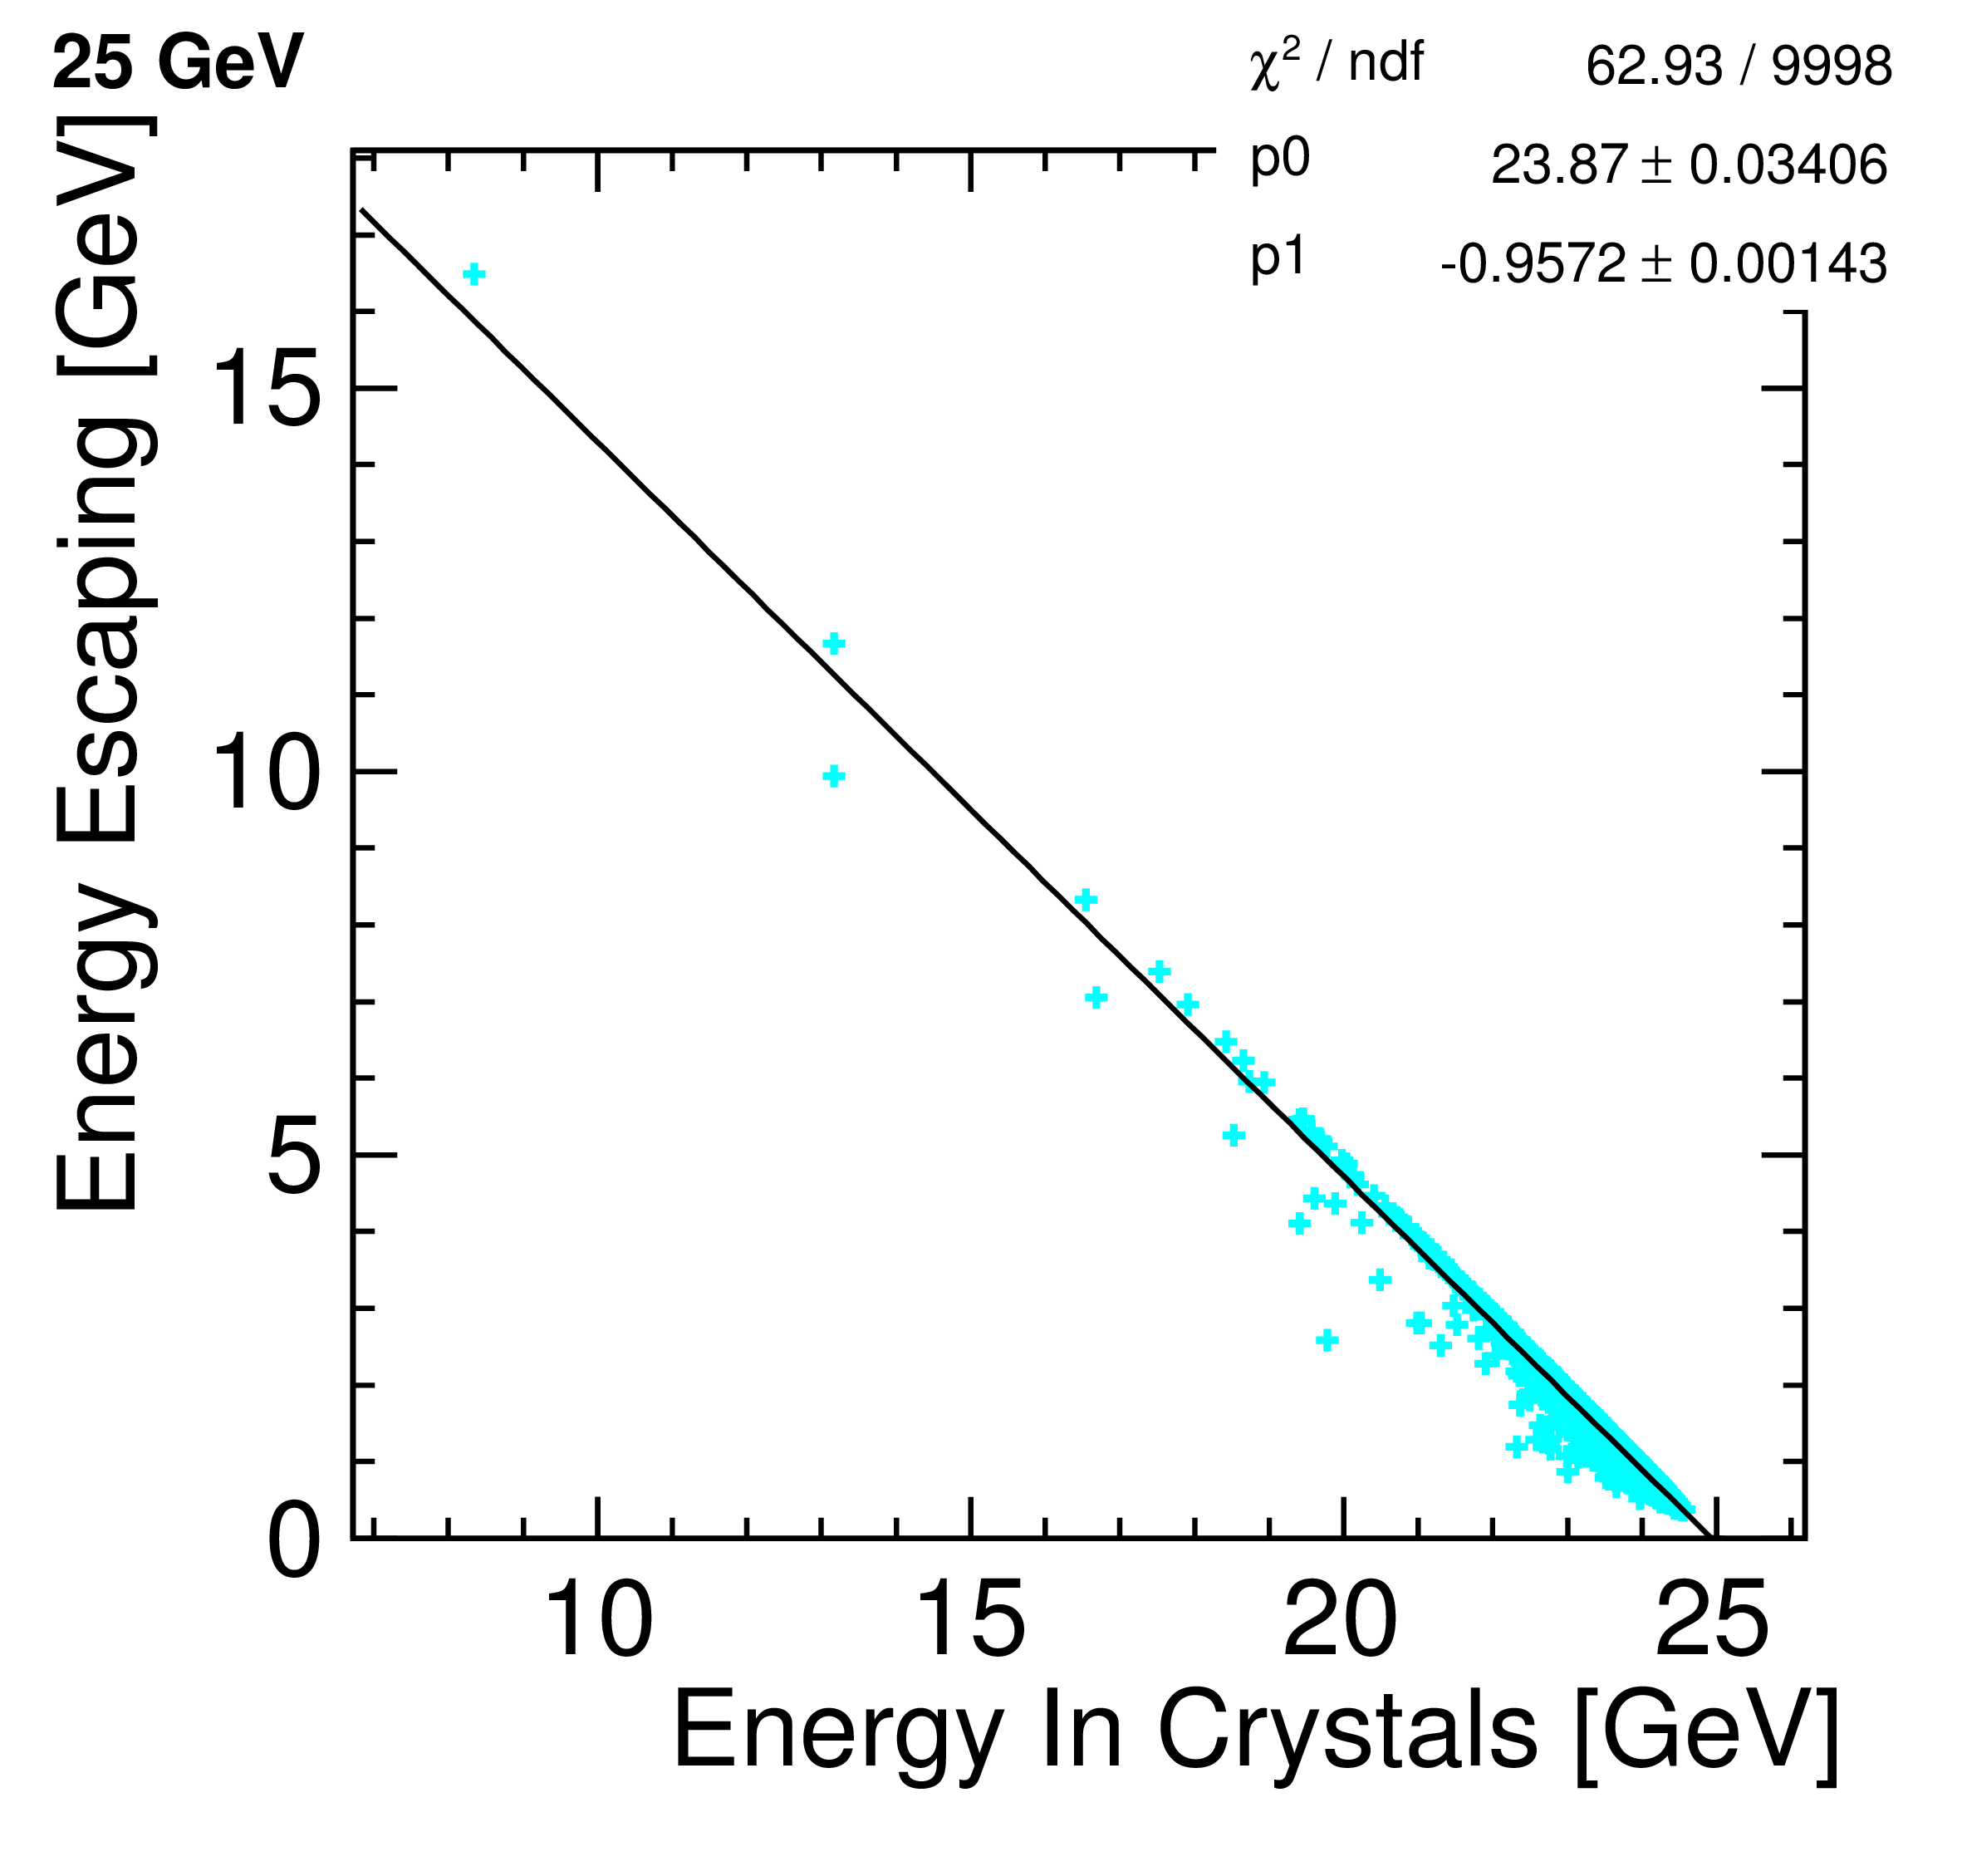 25 GeV
χ² / ndf 62.93 / 9998
p0 23.87 ± 0.03406
p1 -0.9572 ± 0.00143
Energy Escaping [GeV]
15
10
5
0
10 15 20 25
Energy In Crystals [GeV]